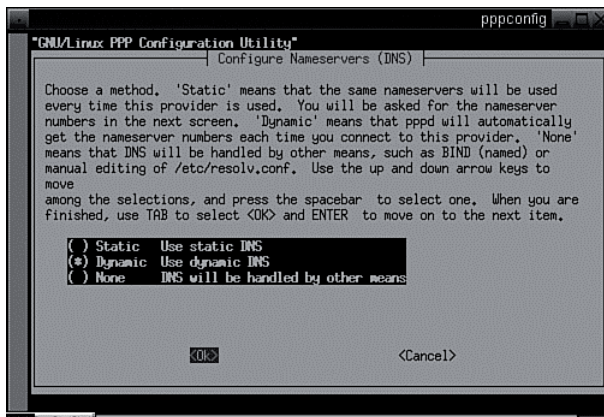 pppconfig
"GNU/Linux PPP Configuration Utility"
Configure Nameservers (DNS)
Choose a method. 'Static' means that the same nameservers will be used
every time this provider is used. You will be asked for the nameserver
numbers in the next screen. 'Dynamic' means that pppd will automatically
get the nameserver numbers each time you connect to this provider. 'None'
means that DNS will be handled by other means, such as BIND (named) or
manual editing of /etc/resolv.conf. Use the up and down arrow keys to
move
among the selections, and press the spacebar to select one. When you are
finished, use TAB to select <OK> and ENTER to move on to the next item.
( ) Static Use static DNS
(*) Dynamic Use dynamic DNS
( ) None DNS will be handled by other means
<Ok> <Cancel>